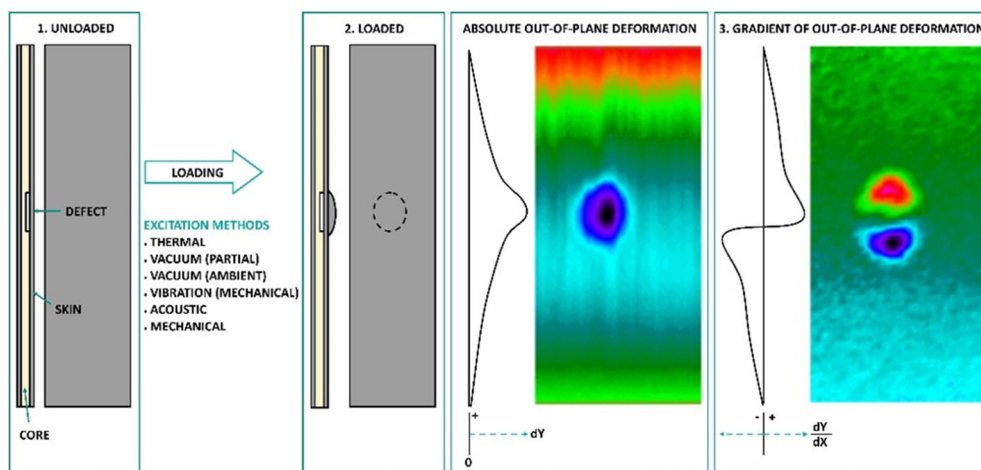 1. UNLOADED
DEFECT
SKIN
CORE
LOADING
EXCITATION METHODS
. THERMAL
. VACUUM (PARTIAL)
. VACUUM (AMBIENT)
. VIBRATION (MECHANICAL)
. ACOUSTIC
. MECHANICAL
2. LOADED
ABSOLUTE OUT-OF-PLANE DEFORMATION
+
dY
0
3. GRADIENT OF OUT-OF-PLANE DEFORMATION
- +
dY
dX